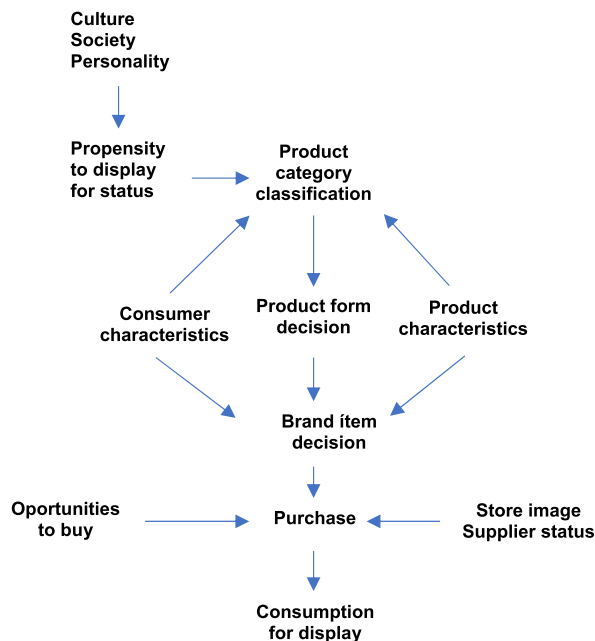 Culture
Society
Personality
Propensity
to display
for status
Product
category
classification
Consumer
characteristics
Product form
decision
Product
characteristics
Brand ítem
decision
Oportunities
to buy
Purchase
Store image
Supplier status
Consumption
for display